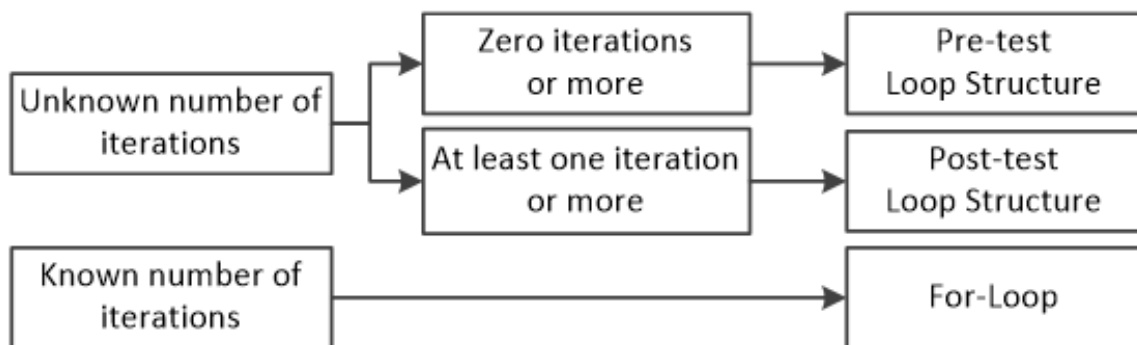 Zero iterations
or more
Pre-test
Loop Structure
Unknown number of
iterations
At least one iteration
or more
Post-test
Loop Structure
Known number of
iterations
For-Loop